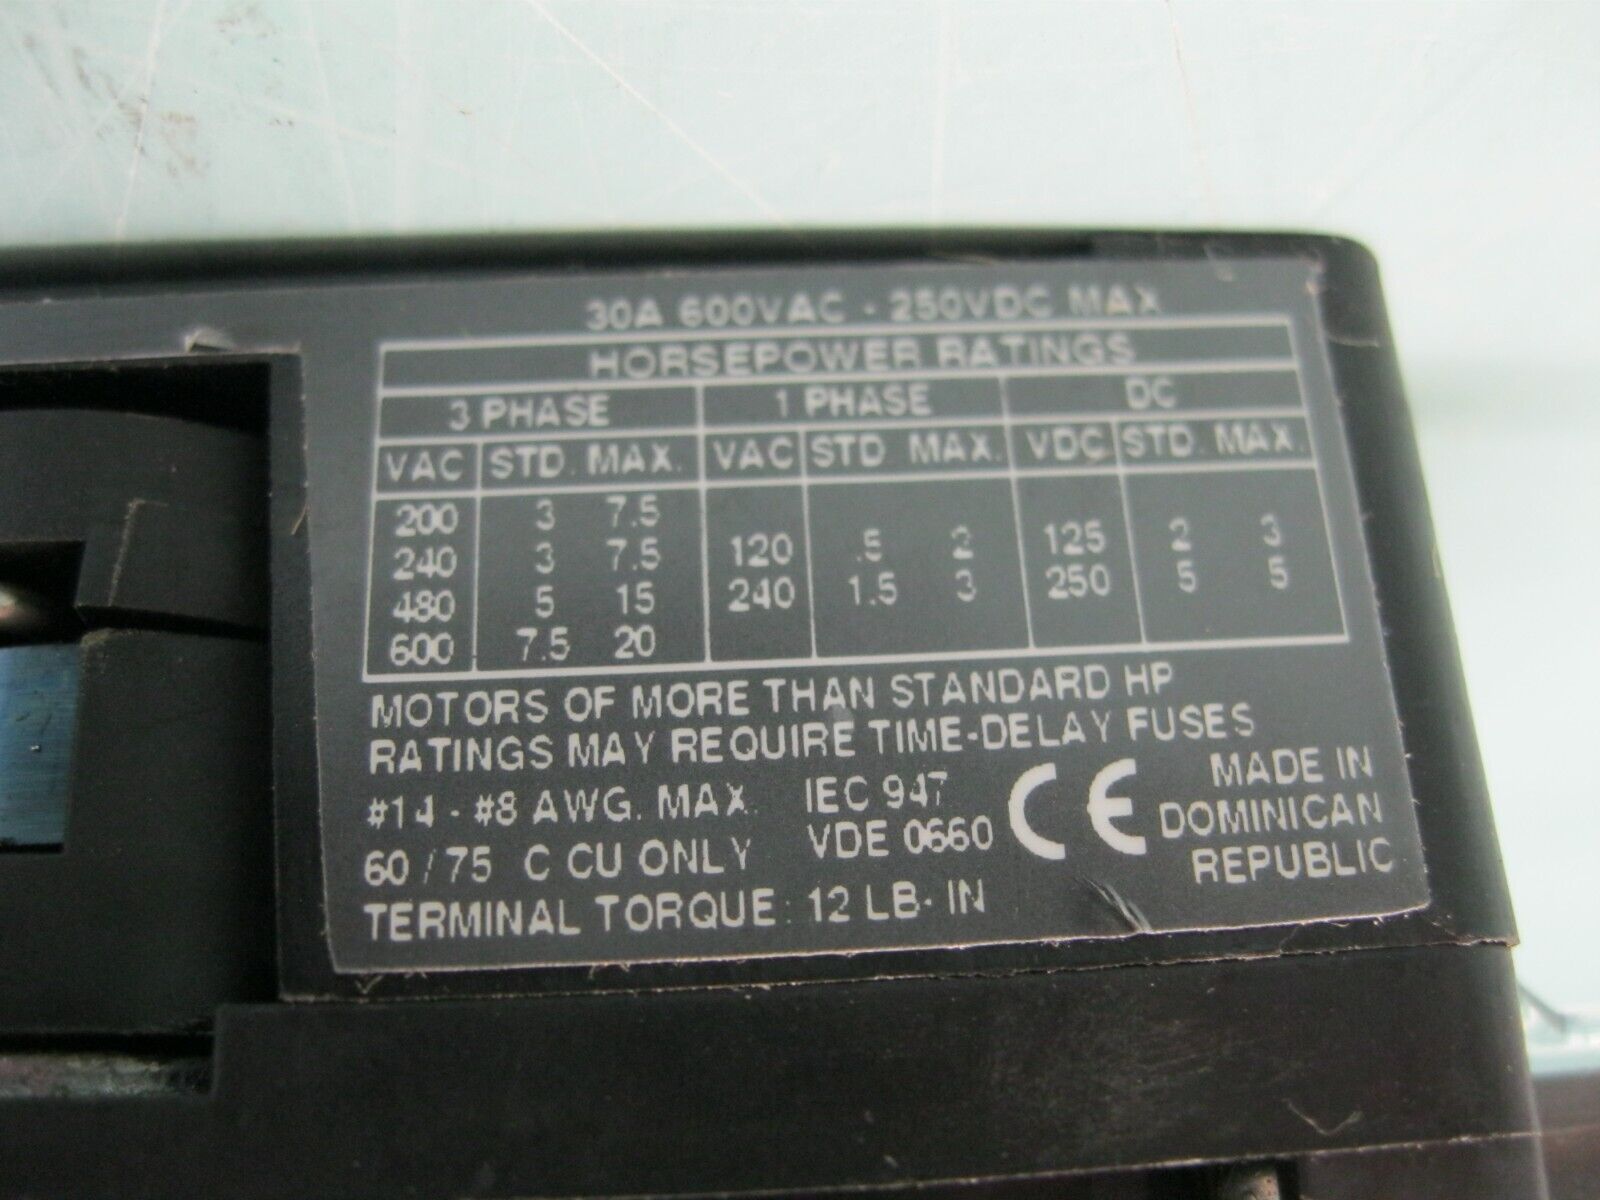 30A 600VAC - 250VDC MAX
HORSEPOWER RATINGS
3 PHASE 1 PHASE DC
VAC STD. MAX. VAC STD MAX. VDC STD. MAX.
200 3 7.5
240 3 7.5 120 .5 2 125 2 3
480 5 15 240 1.5 3 250 5 5
600 7.5 20
MOTORS OF MORE THAN STANDARD HP
RATINGS MAY REQUIRE TIME-DELAY FUSES
#14 - #8 AWG. MAX. IEC 947
60 / 75 C CU ONLY VDE 0660
CE
MADE IN
DOMINICAN
REPUBLIC
TERMINAL TORQUE: 12 LB- IN